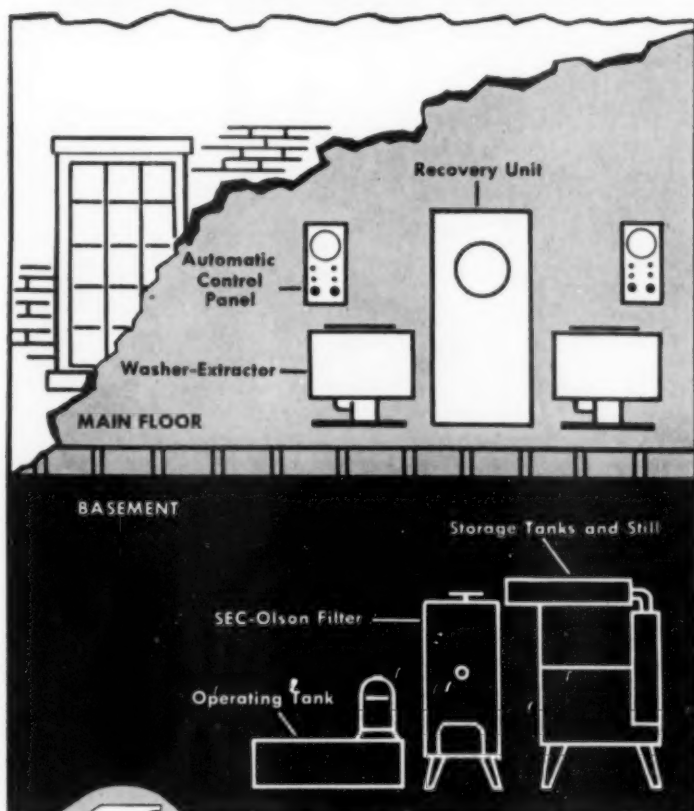 Recovery Unit
Automatic
Control
Panel
Washer-Extractor
MAIN FLOOR
BASEMENT
Storage Tanks and Still
SEC-Olson Filter
Operating Tank